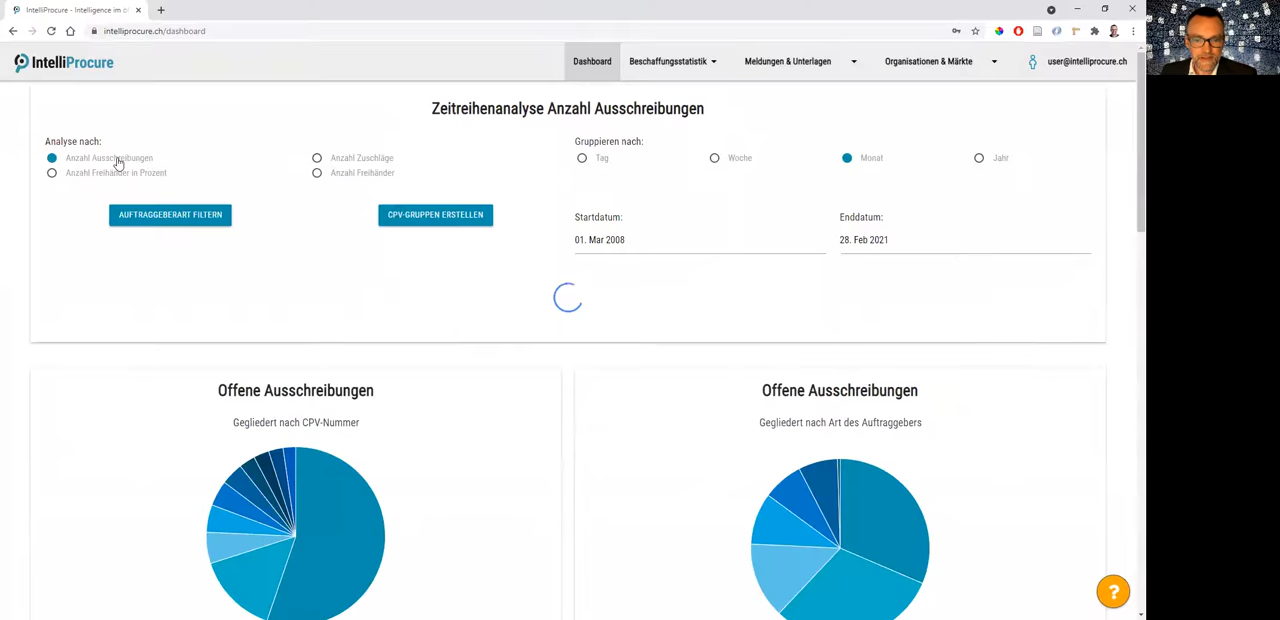 IntelliProcure - Intelligence im ö
intelliprocure.ch/dashboard
IntelliProcure
Dashboard
Beschaffungsstatistik
Meldungen & Unterlagen
Organisationen & Märkte
user@intelliprocure.ch
Zeitreihenanalyse Anzahl Ausschreibungen
Analyse nach:
Anzahl Ausschreibungen
Anzahl Zuschläge
Anzahl Freihänder in Prozent
Anzahl Freihänder
Gruppieren nach:
Tag
Woche
Monat
Jahr
AUFTRAGGEBERART FILTERN
CPV-GRUPPEN ERSTELLEN
Startdatum:
01. Mar 2008
Enddatum:
28. Feb 2021
Offene Ausschreibungen
Gegliedert nach CPV-Nummer
Offene Ausschreibungen
Gegliedert nach Art des Auftraggebers
?